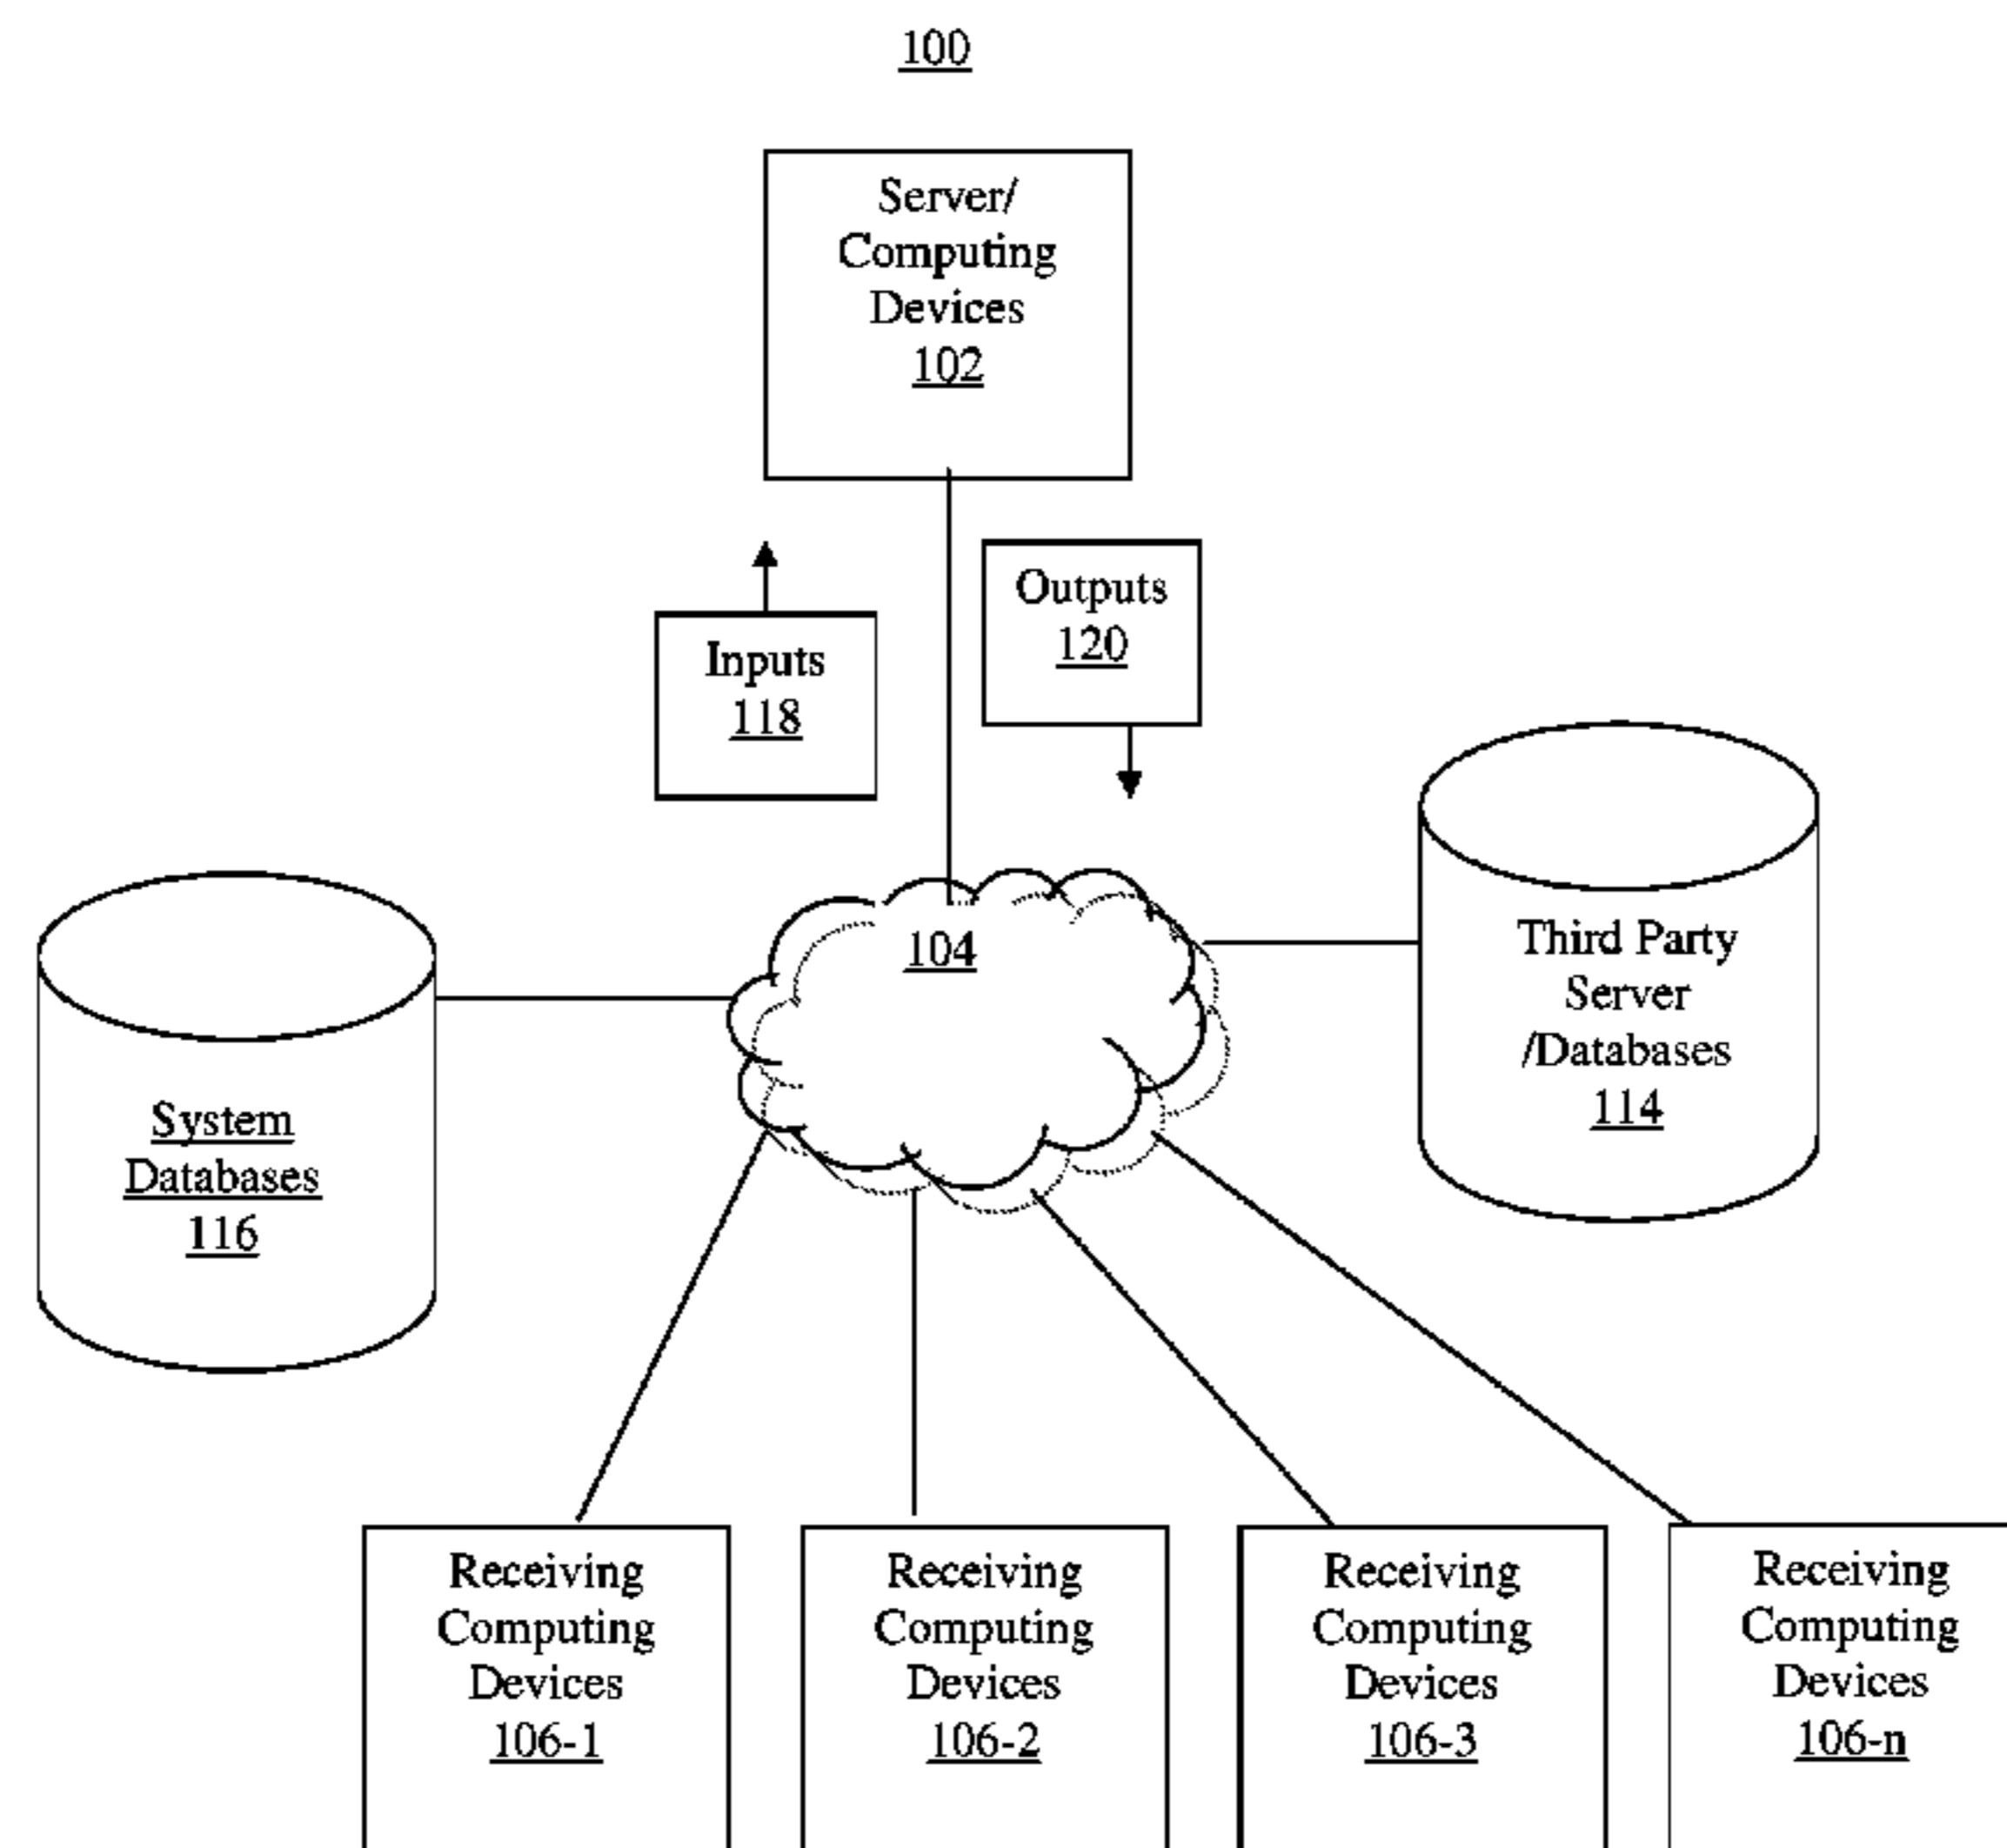 100
Server/
Computing
Devices
102
Outputs
120
Inputs
118
104
Third Party
Server
/Databases
114
System
Databases
116
Receiving
Computing
Devices
106-1
Receiving
Computing
Devices
106-2
Receiving
Computing
Devices
106-3
Receiving
Computing
Devices
106-n